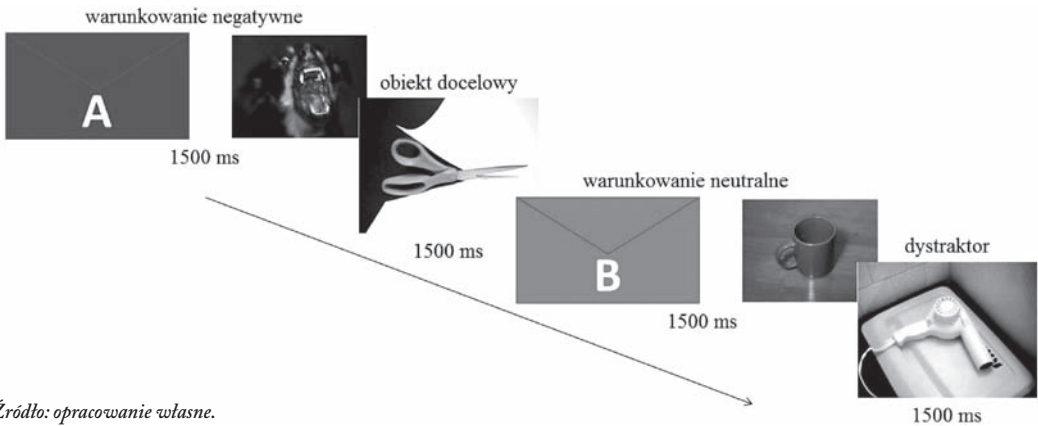 warunkowanie negatywne
A
1500 ms
obiekt docelowy
1500 ms
warunkowanie neutralne
B
1500 ms
dystraktor
1500 ms
Źródło: opracowanie własne.